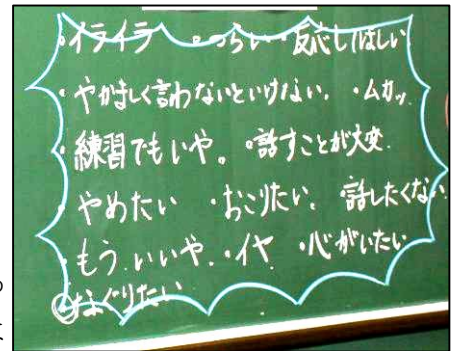 ・イライラ ・つらい ・反応してほしい
・やかましく言わないといけない。 ・ムカッ
・練習でもいや。 ・話すことが大変
・やめたい ・おこりたい。 話したくない
・もう.いいや. ・イヤ ・心がいたい
なぐりたい